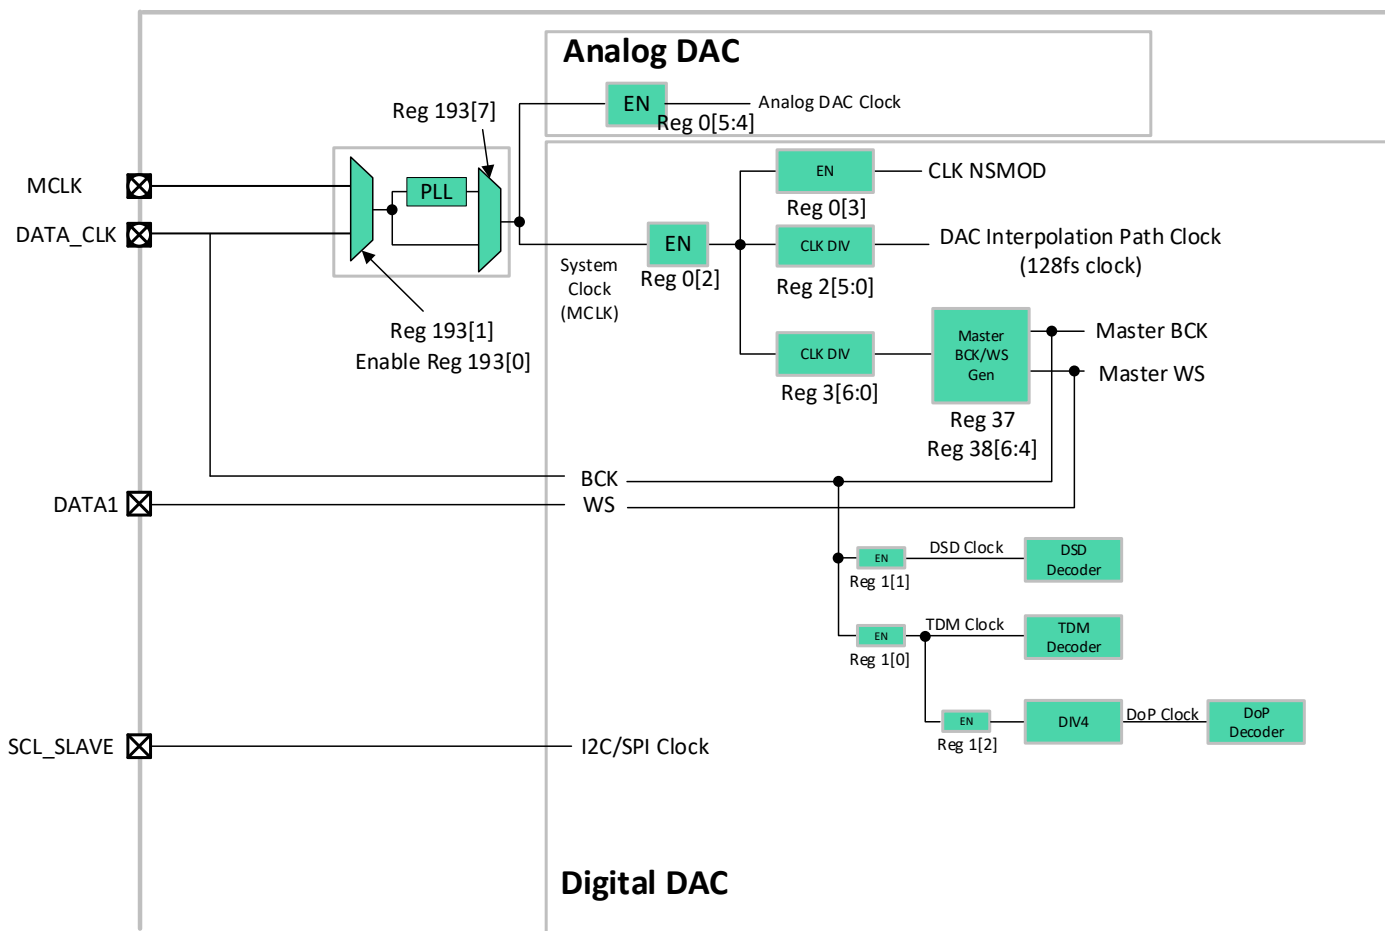 Analog DAC
EN
Analog DAC Clock
Reg 0[5:4]
Reg 193[7]
MCLK
PLL
DATA_CLK
EN
CLK NSMOD
Reg 0[3]
EN
Reg 0[2]
CLK DIV
DAC Interpolation Path Clock
(128fs clock)
Reg 2[5:0]
System
Clock
(MCLK)
Reg 193[1]
Enable Reg 193[0]
CLK DIV
Reg 3[6:0]
Master
BCK/WS
Gen
Master BCK
Master WS
Reg 37
Reg 38[6:4]
BCK
DATA1
WS
EN
Reg 1[1]
DSD Clock
DSD
Decoder
EN
Reg 1[0]
TDM Clock
TDM
Decoder
EN
Reg 1[2]
DIV4
DoP Clock
DoP
Decoder
SCL_SLAVE
I2C/SPI Clock
Digital DAC